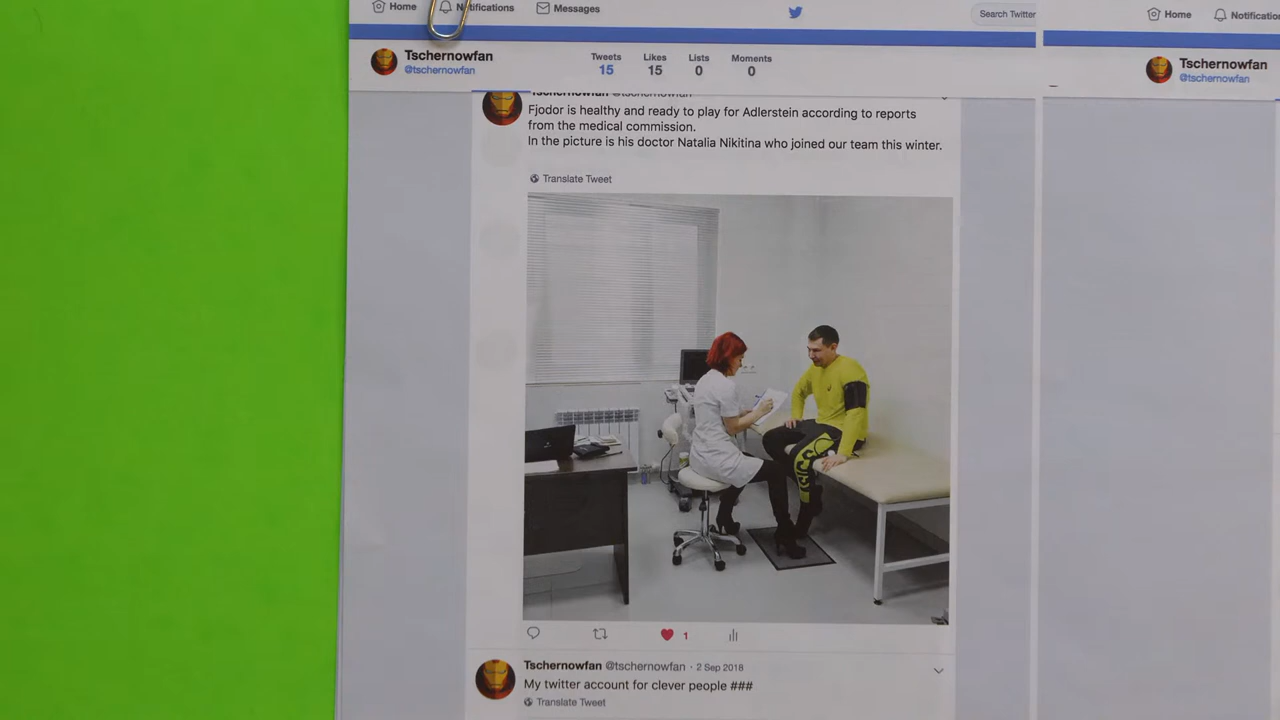 Home
Notifications
Messages
Search Twitter
Home
Tschernowfan
@tschernowfan
Tweets
15
Likes
15
Lists
0
Moments
0
Tschernowfan
@tschernowfan
Tschernowfan @tschernowfan
Fjodor is healthy and ready to play for Adlerstein according to reports
from the medical commission.
In the picture is his doctor Natalia Nikitina who joined our team this winter.
Translate Tweet
1
Tschernowfan @tschernowfan · 2 Sep 2018
My twitter account for clever people ###
Translate Tweet